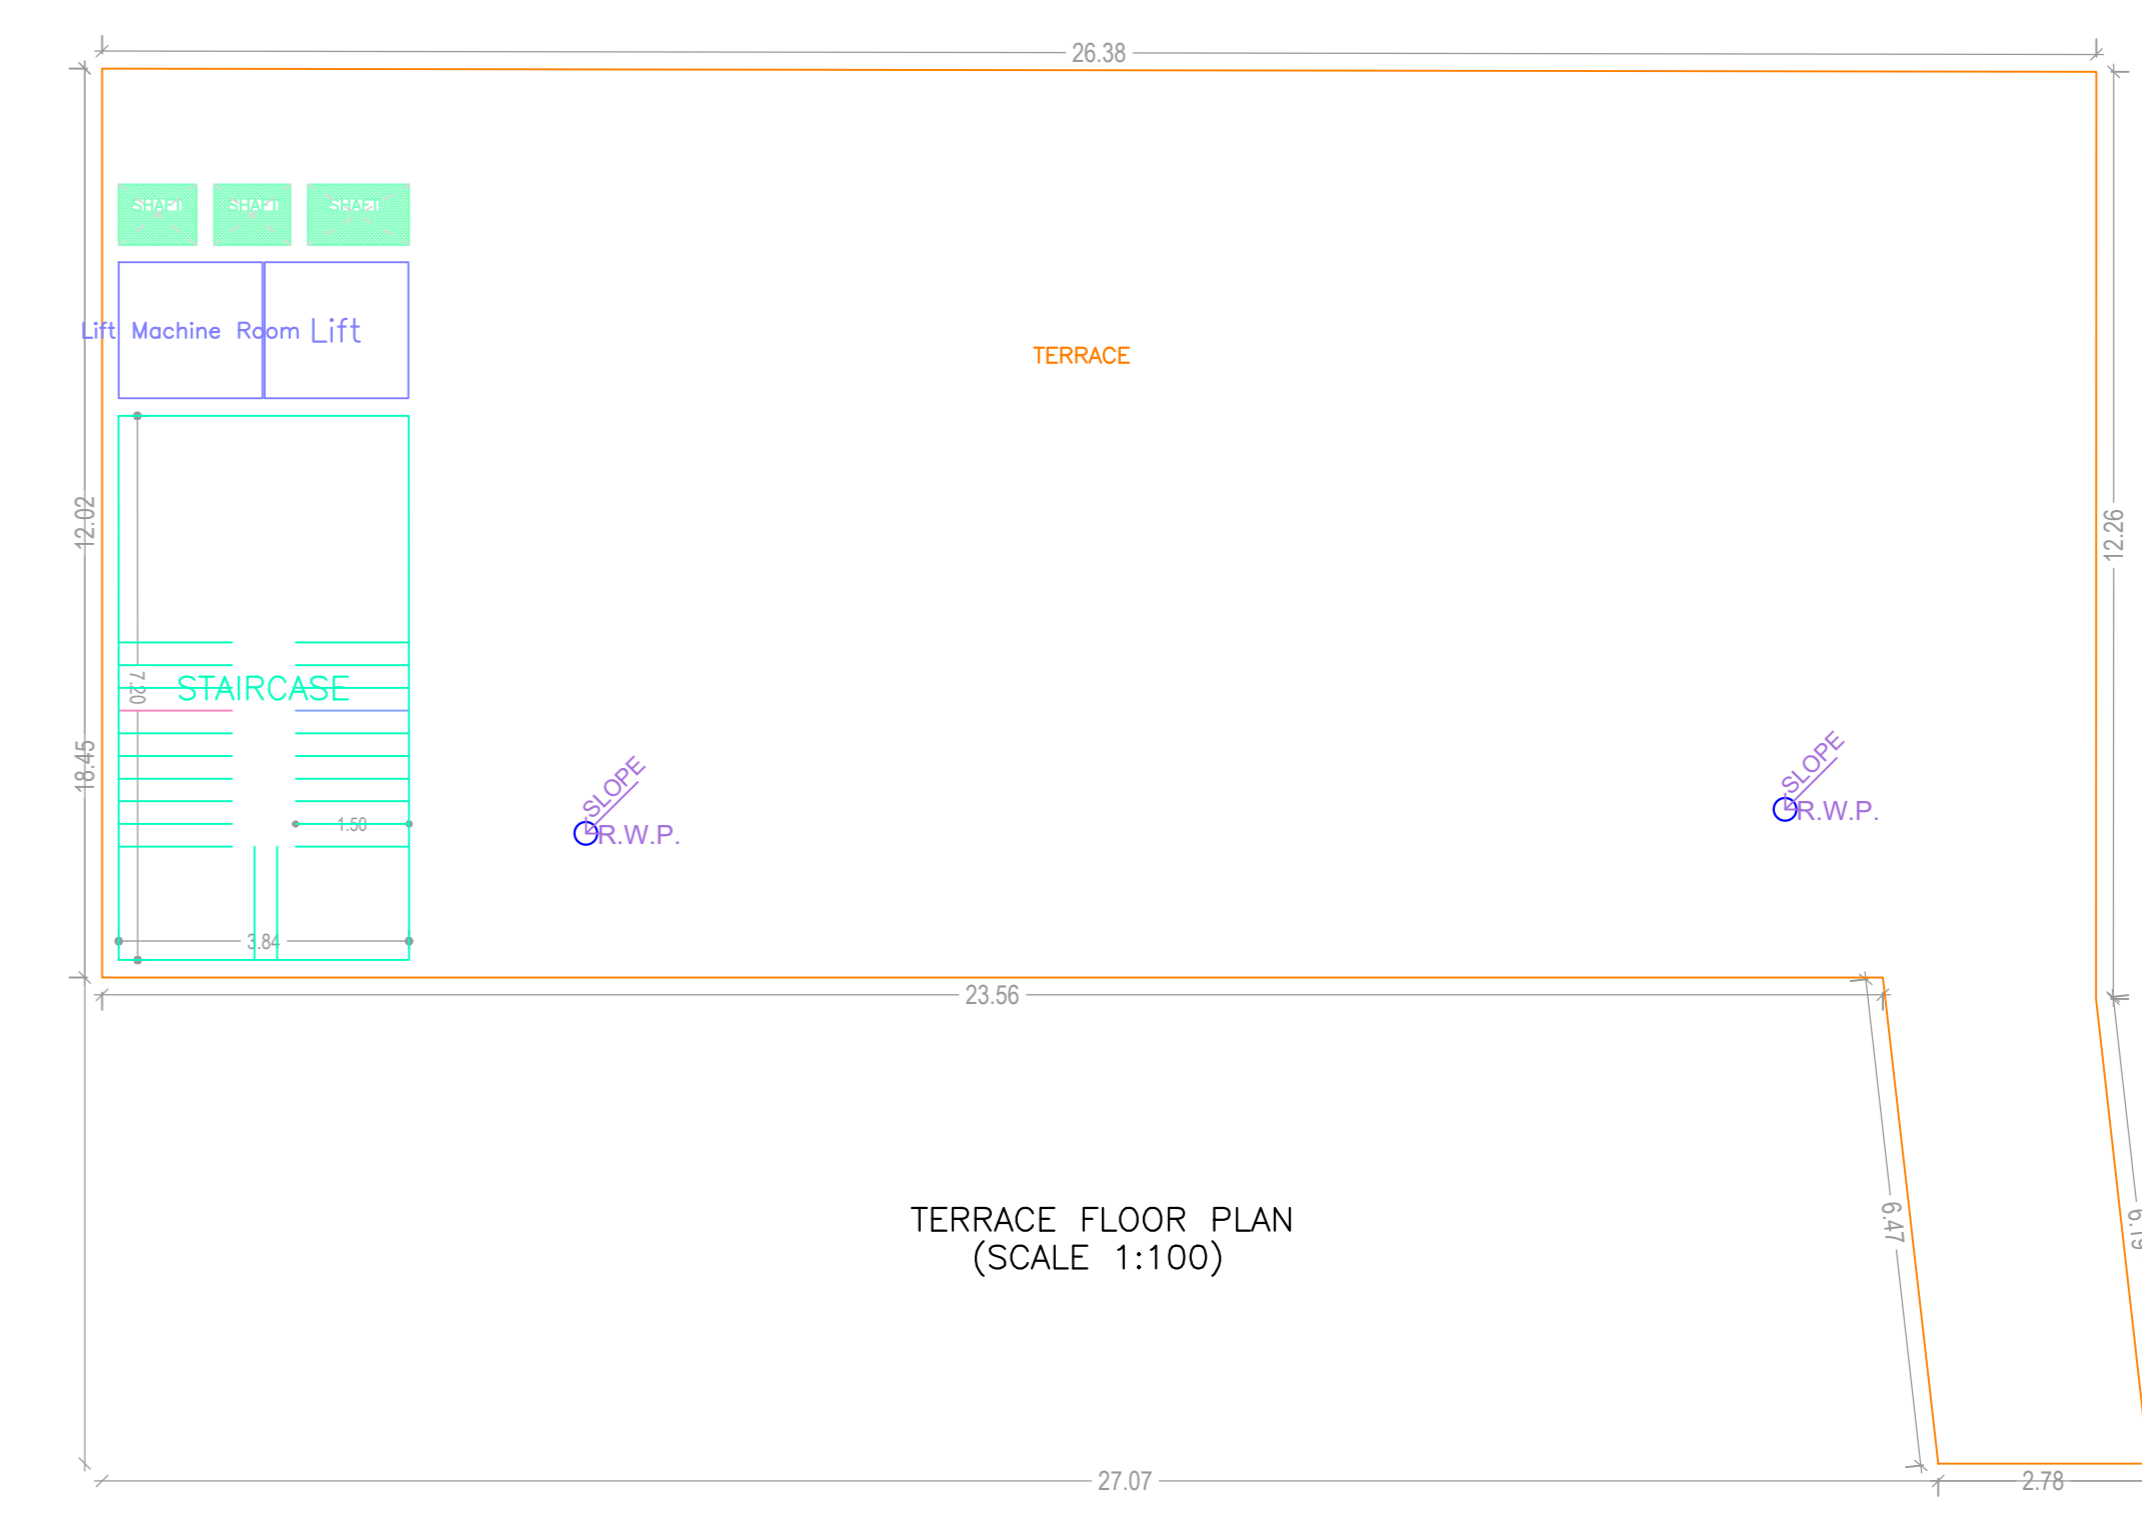 26.38
SHAFT SHAFT SHAFT
Lift Machine Room Lift
TERRACE
12.02
12.26
STAIRCASE
7.20
18.45
SLOPE
R.W.P.
SLOPE
R.W.P.
1.50
3.84
23.56
6.47
6.19
TERRACE FLOOR PLAN
(SCALE 1:100)
27.07
2.78